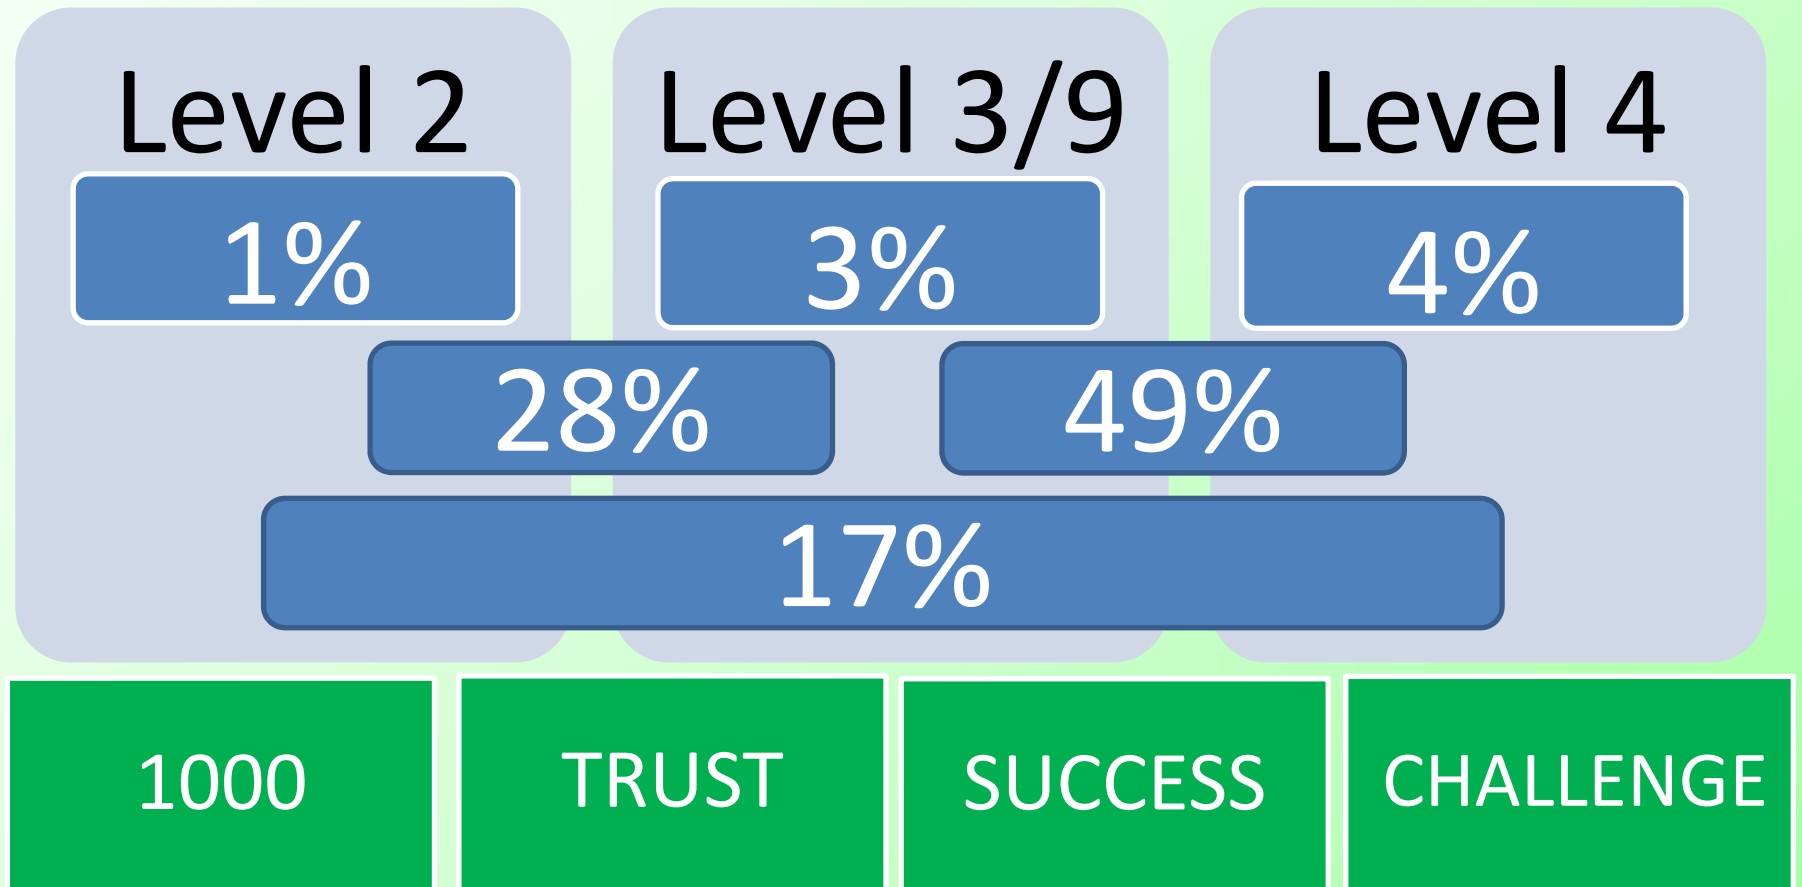 Level 2
Level 3/9
Level 4
1%
3%
4%
28%
49%
17%
1000
TRUST
SUCCESS
CHALLENGE